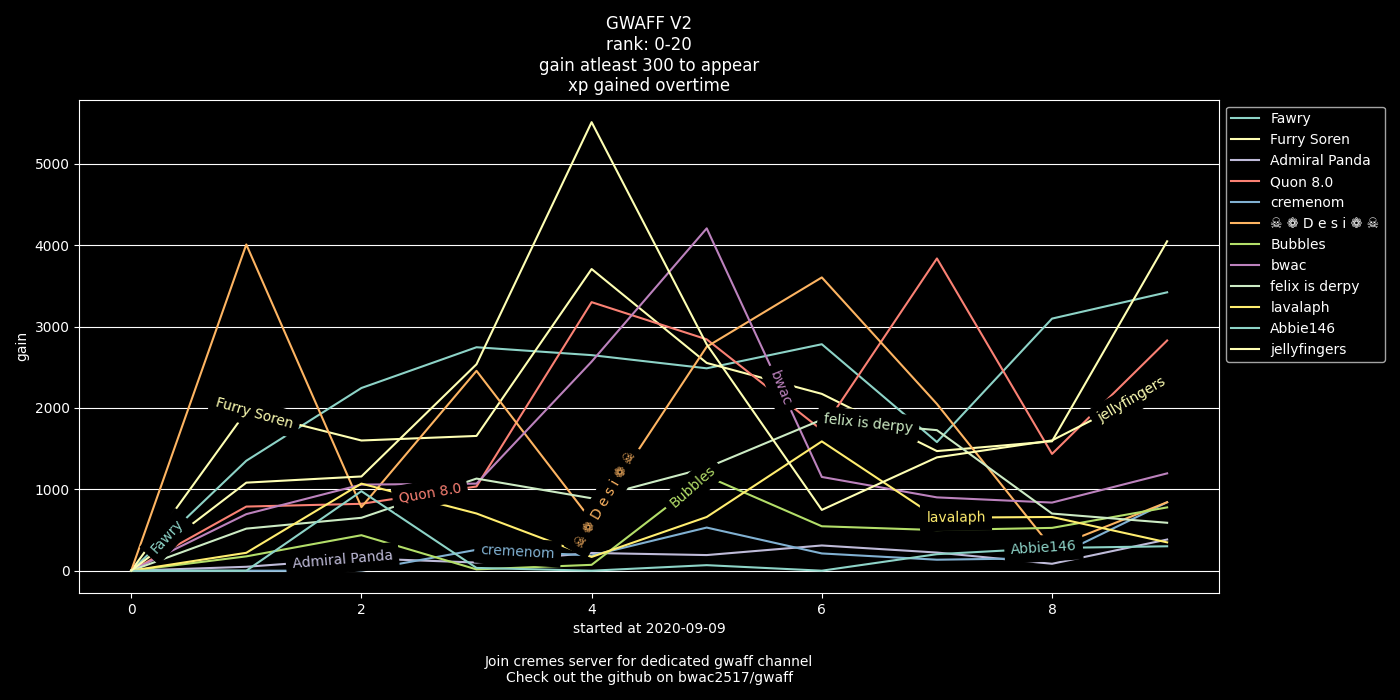 GWAFF V2
rank: 0-20
gain atleast 300 to appear
xp gained overtime
gain
5000
4000
3000
2000
1000
0
0
2
4
6
8
started at 2020-09-09
Join cremes server for dedicated gwaff channel
Check out the github on bwac2517/gwaff
Fawry
Furry Soren
Admiral Panda
Quon 8.0
cremenom
☠ ❁ D e s i ❁ ☠
Bubbles
bwac
felix is derpy
lavalaph
Abbie146
jellyfingers
Fawry
Furry Soren
Admiral Panda
Quon 8.0
cremenom
☠ ❁ D e s i ❁ ☠
Bubbles
bwac
felix is derpy
lavalaph
Abbie146
jellyfingers